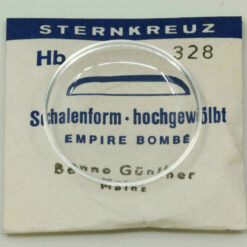 STERNKREUZ
Hb 328
Schalenform · hochgewölbt
EMPIRE BOMBÉ
Benno Günther
Mainz